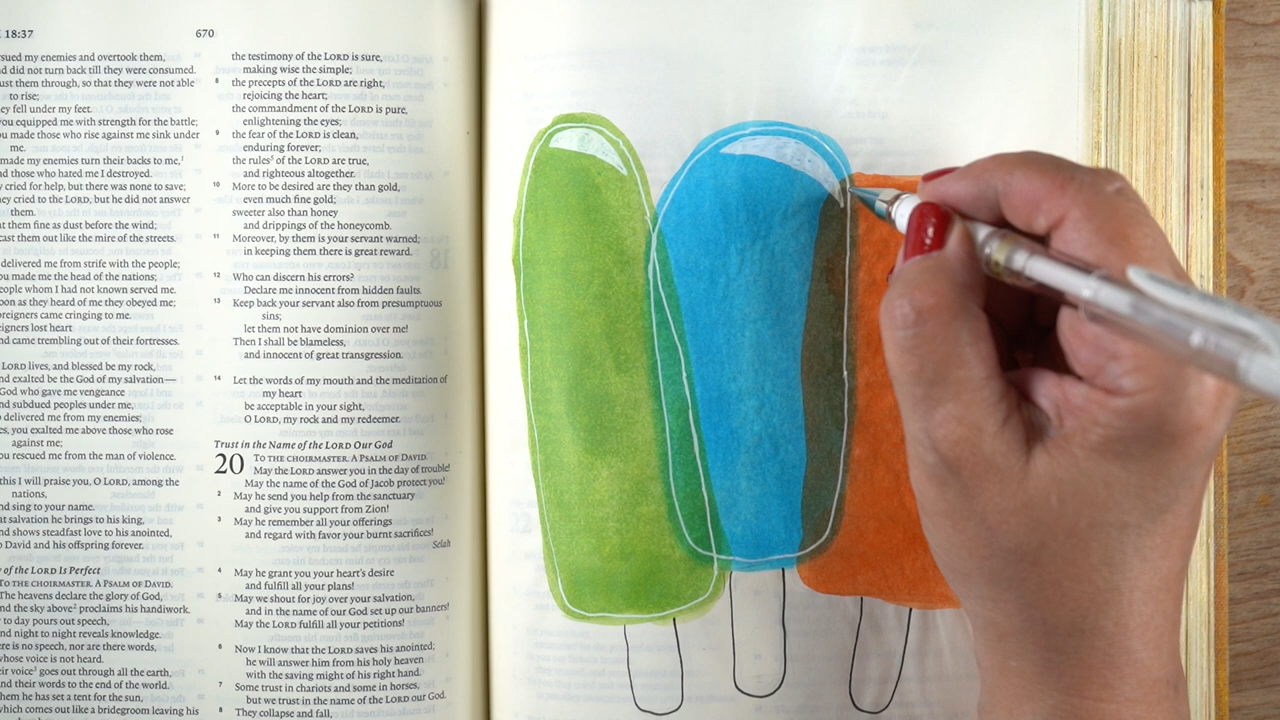 18:37
670
sued my enemies and overtook them,
d did not turn back till they were consumed.
ust them through, so that they were not able
to rise;
ey fell under my feet.
you equipped me with strength for the battle;
u made those who rise against me sink under
me.
made my enemies turn their backs to me,¹
nd those who hated me I destroyed.
y cried for help, but there was none to save;
hey cried to the LORD, but he did not answer
them.
at them fine as dust before the wind;
cast them out like the mire of the streets.
delivered me from strife with the people;
ou made me the head of the nations;
eople whom I had not known served me.
oon as they heard of me they obeyed me;
oreigners came cringing to me.
eigners lost heart
nd came trembling out of their fortresses.
LORD lives, and blessed be my rock,
nd exalted be the God of my salvation—
God who gave me vengeance
nd subdued peoples under me,
o delivered me from my enemies;
es, you exalted me above those who rose
against me;
ou rescued me from the man of violence.
this I will praise you, O LORD, among the
nations,
nd sing to your name.
at salvation he brings to his king,
nd shows steadfast love to his anointed,
o David and his offspring forever.
of the LORD Is Perfect
TO THE CHOIRMASTER. A PSALM OF DAVID.
The heavens declare the glory of God,
nd the sky above² proclaims his handiwork.
y to day pours out speech,
nd night to night reveals knowledge.
ere is no speech, nor are there words,
whose voice is not heard.
eir voice³ goes out through all the earth,
and their words to the end of the world.
hem he has set a tent for the sun,
which comes out like a bridegroom leaving his
the testimony of the LORD is sure,
making wise the simple;
8 the precepts of the LORD are right,
rejoicing the heart;
the commandment of the LORD is pure,
enlightening the eyes;
9 the fear of the LORD is clean,
enduring forever;
the rules⁵ of the LORD are true,
and righteous altogether.
10 More to be desired are they than gold,
even much fine gold;
sweeter also than honey
and drippings of the honeycomb.
11 Moreover, by them is your servant warned;
in keeping them there is great reward.
12 Who can discern his errors?
Declare me innocent from hidden faults.
13 Keep back your servant also from presumptuous
sins;
let them not have dominion over me!
Then I shall be blameless,
and innocent of great transgression.
14 Let the words of my mouth and the meditation of
my heart
be acceptable in your sight,
O LORD, my rock and my redeemer.
Trust in the Name of the LORD Our God
20 TO THE CHOIRMASTER. A PSALM OF DAVID.
May the LORD answer you in the day of trouble!
May the name of the God of Jacob protect you!
2 May he send you help from the sanctuary
and give you support from Zion!
3 May he remember all your offerings
and regard with favor your burnt sacrifices!
Selah
4 May he grant you your heart's desire
and fulfill all your plans!
5 May we shout for joy over your salvation,
and in the name of our God set up our banners!
May the LORD fulfill all your petitions!
6 Now I know that the LORD saves his anointed;
he will answer him from his holy heaven
with the saving might of his right hand.
7 Some trust in chariots and some in horses,
but we trust in the name of the LORD our God.
8 They collapse and fall,